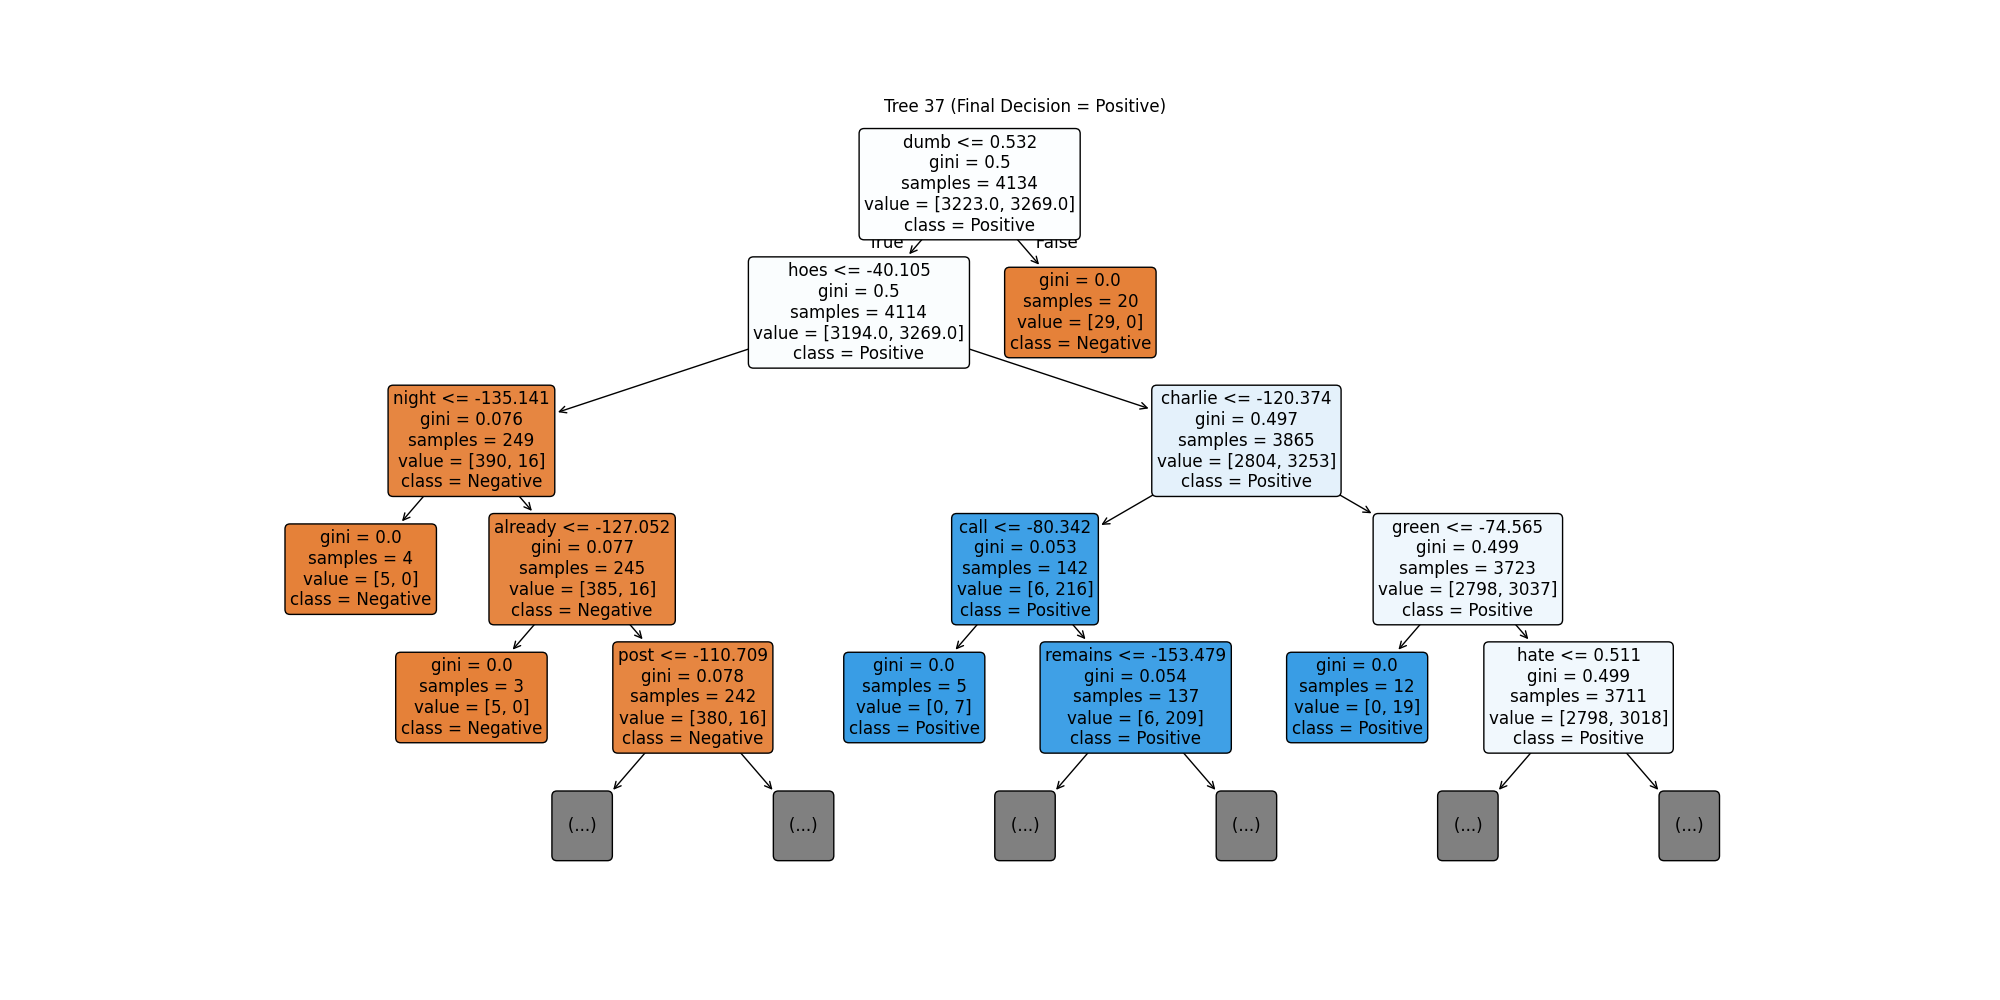 Tree 37 (Final Decision = Positive)
dumb <= 0.532
gini = 0.5
samples = 4134
value = [3223.0, 3269.0]
class = Positive
True
False
hoes <= -40.105
gini = 0.5
samples = 4114
value = [3194.0, 3269.0]
class = Positive
gini = 0.0
samples = 20
value = [29, 0]
class = Negative
night <= -135.141
gini = 0.076
samples = 249
value = [390, 16]
class = Negative
charlie <= -120.374
gini = 0.497
samples = 3865
value = [2804, 3253]
class = Positive
gini = 0.0
samples = 4
value = [5, 0]
class = Negative
already <= -127.052
gini = 0.077
samples = 245
value = [385, 16]
class = Negative
call <= -80.342
gini = 0.053
samples = 142
value = [6, 216]
class = Positive
green <= -74.565
gini = 0.499
samples = 3723
value = [2798, 3037]
class = Positive
gini = 0.0
samples = 3
value = [5, 0]
class = Negative
post <= -110.709
gini = 0.078
samples = 242
value = [380, 16]
class = Negative
gini = 0.0
samples = 5
value = [0, 7]
class = Positive
remains <= -153.479
gini = 0.054
samples = 137
value = [6, 209]
class = Positive
gini = 0.0
samples = 12
value = [0, 19]
class = Positive
hate <= 0.511
gini = 0.499
samples = 3711
value = [2798, 3018]
class = Positive
(...)
(...)
(...)
(...)
(...)
(...)